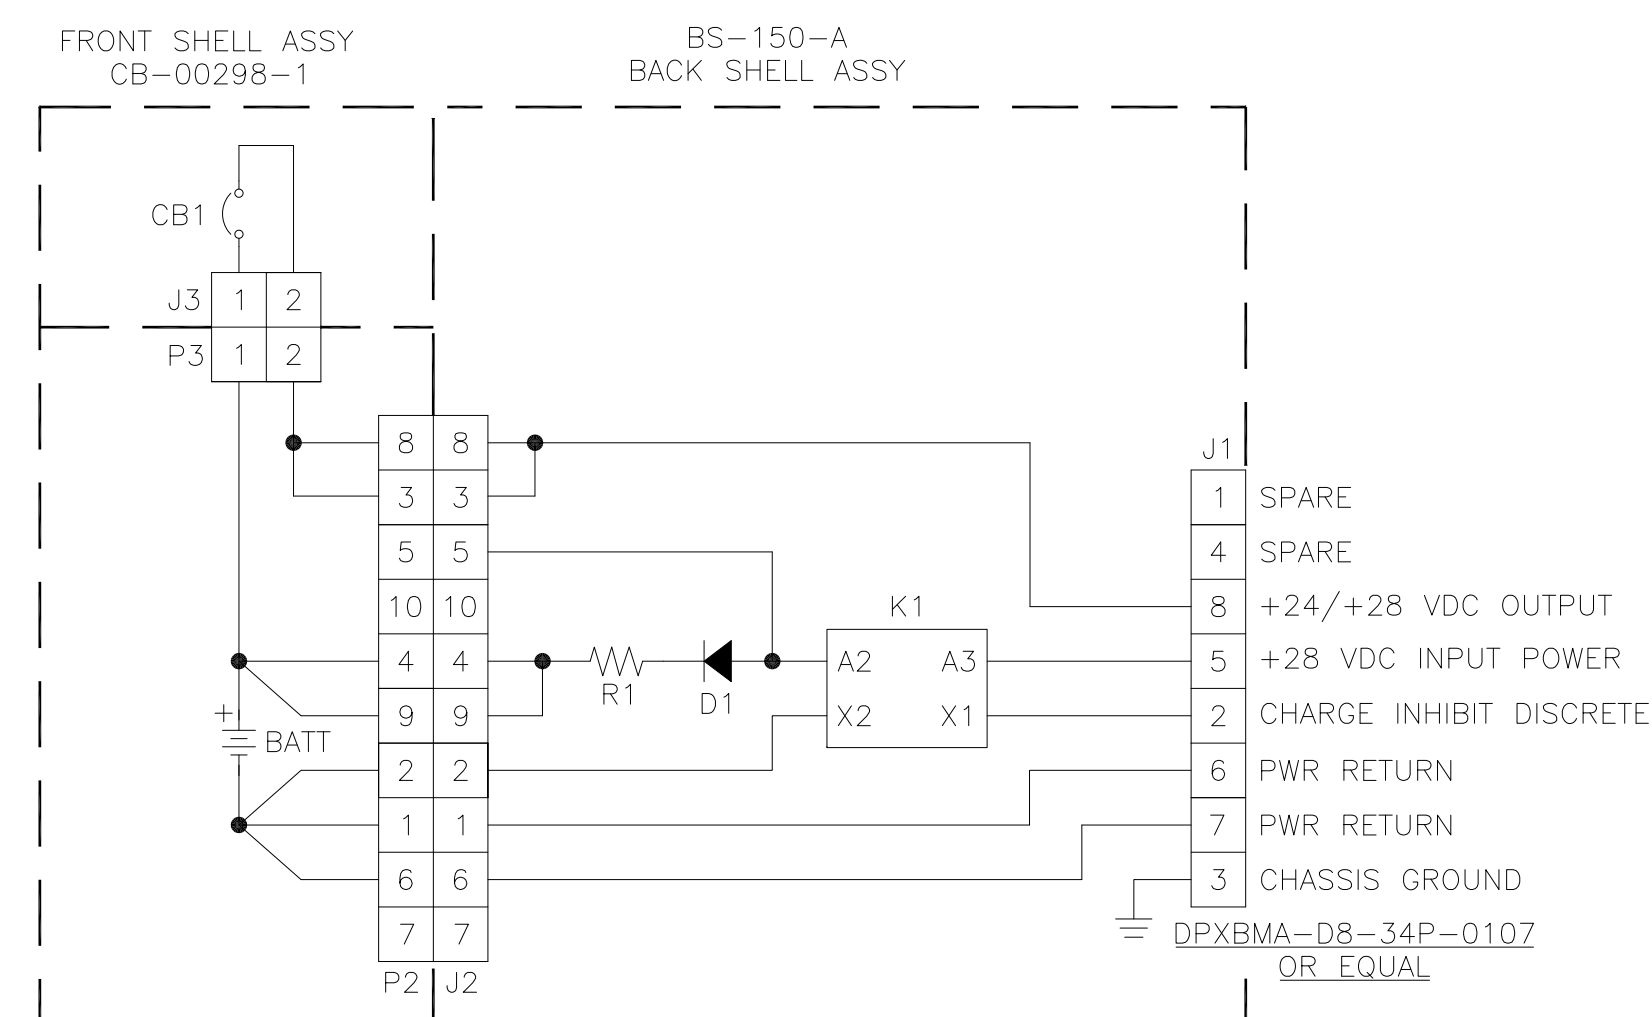 FRONT SHELL ASSY
CB-00298-1
BS-150-A
BACK SHELL ASSY
CB1
J3 1 2
P3 1 2
8 8
3 3
5 5
10 10
4 4
9 9
2 2
1 1
6 6
7 7
P2 J2
+
BATT
R1
D1
K1
A2 A3
X2 X1
J1
1 SPARE
4 SPARE
8 +24/+28 VDC OUTPUT
5 +28 VDC INPUT POWER
2 CHARGE INHIBIT DISCRETE
6 PWR RETURN
7 PWR RETURN
3 CHASSIS GROUND
DPXBMA-D8-34P-0107
OR EQUAL